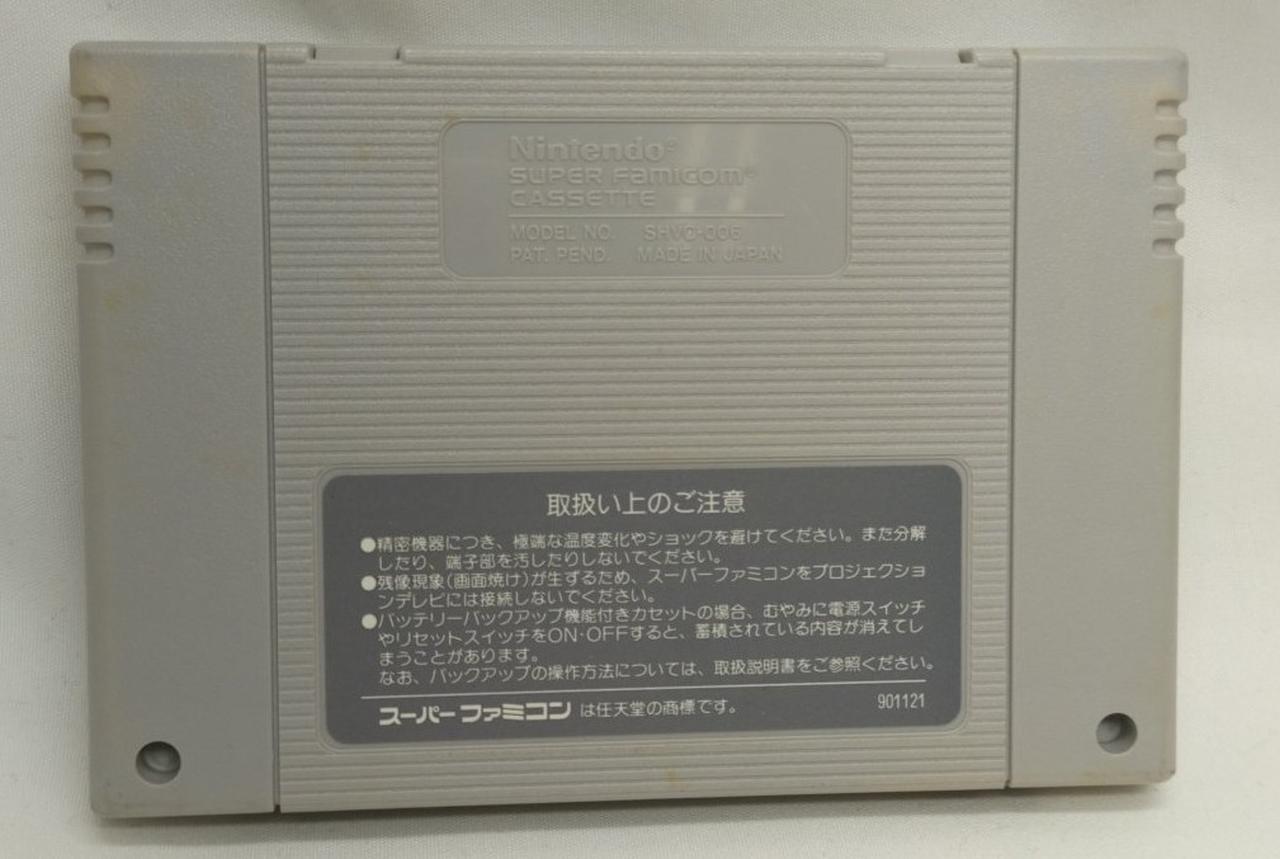 Nintendo®
SUPER FAMICOM®
CASSETTE
MODEL NO. SHVC-006
PAT. PEND. MADE IN JAPAN
取扱い上のご注意
●精密機器につき、極端な温度変化やショックを避けてください。また分解
したり、端子部を汚したりしないでください。
●残像現象(画面焼け)が生ずるため、スーパーファミコンをプロジェクショ
ンテレビには接続しないでください。
●バッテリーバックアップ機能付きカセットの場合、むやみに電源スイッチ
やリセットスイッチをON・OFFすると、蓄積されている内容が消えてし
まうことがあります。
なお、バックアップの操作方法については、取扱説明書をご参照ください。
スーパーファミコンは任天堂の商標です。 901121